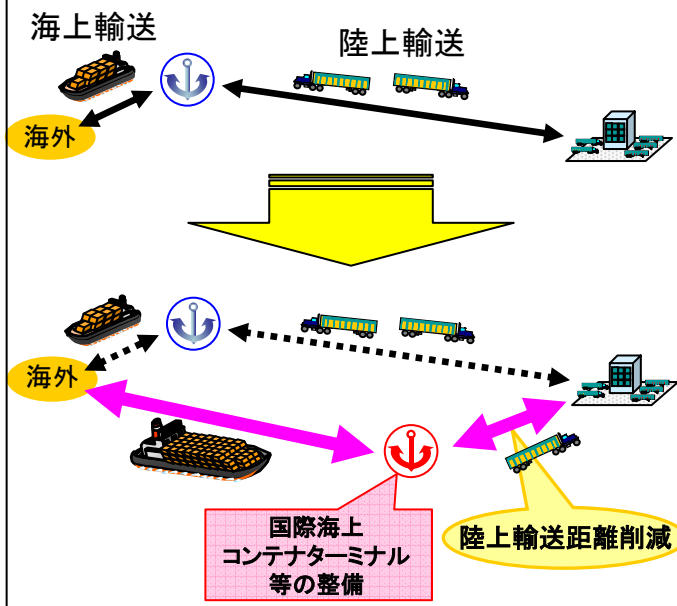 海上輸送
陸上輸送
海外
海外
国際海上
コンテナターミナル
等の整備
陸上輸送距離削減